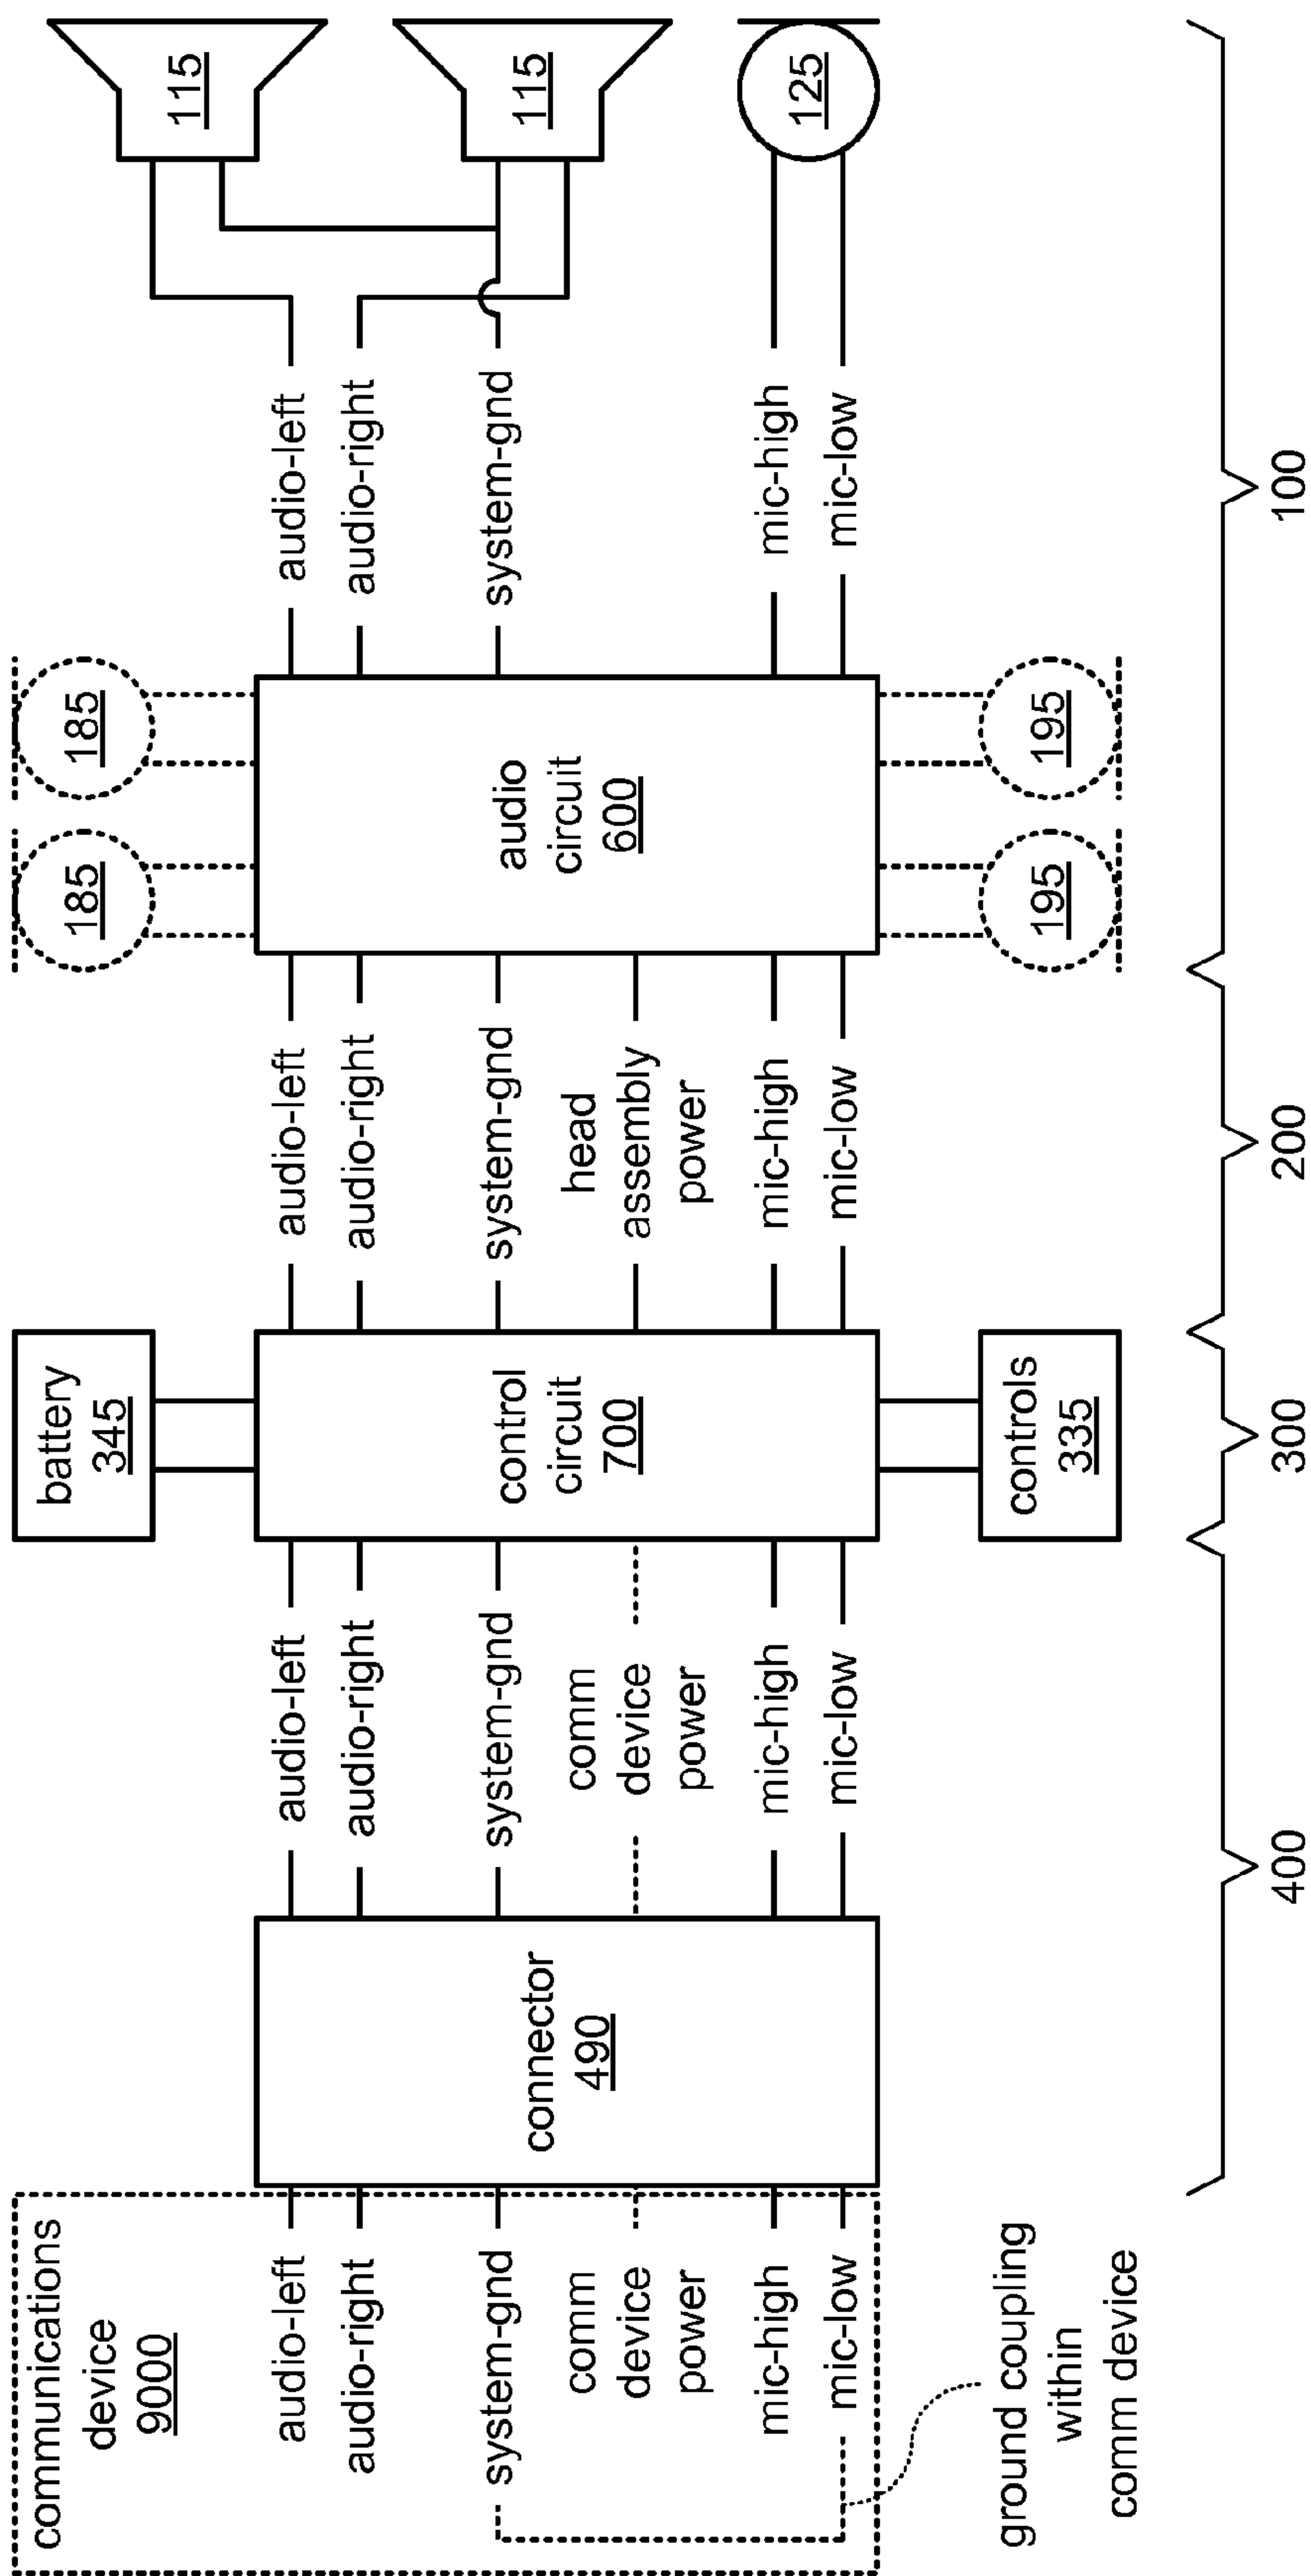 communications
device
9000
audio-left
audio-right
system-gnd
comm
device
power
mic-high
mic-low
ground coupling
within
comm device
connector
490
audio-left
audio-right
system-gnd
comm
device
power
mic-high
mic-low
400
battery
345
control
circuit
700
controls
335
300
audio-left
audio-right
system-gnd
head
assembly
power
mic-high
mic-low
200
185
185
audio
circuit
600
195
195
audio-left
audio-right
system-gnd
mic-high
mic-low
115
115
125
100